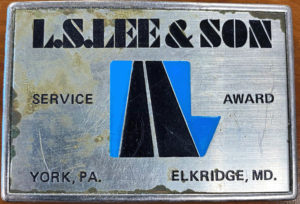 L.S.LEE & SON
SERVICE AWARD
YORK, PA. ELKRIDGE, MD.